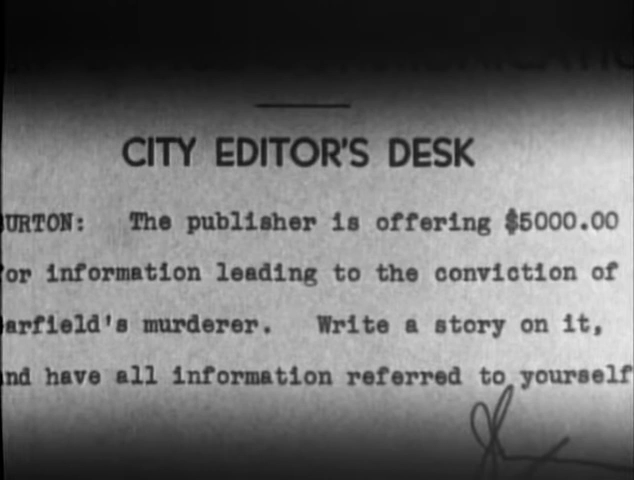 CITY EDITOR'S DESK
URTON: The publisher is offering $5000.00
or information leading to the conviction of
arfield's murderer. Write a story on it,
nd have all information referred to yourself